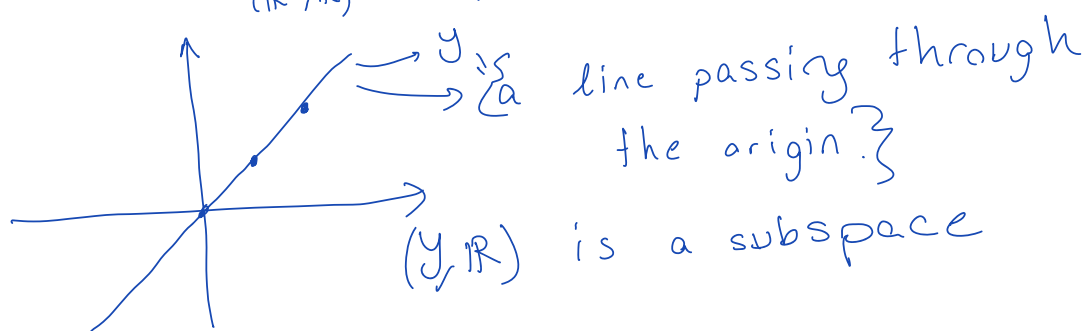 y is {a line passing through
the origin.}
(Y, ℝ) is a subspace